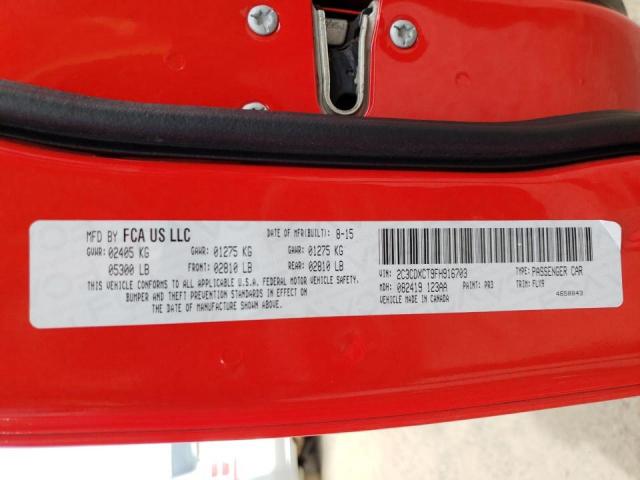 MFD BY FCA US LLC DATE OF MFR(BUILT): 8-15
GVWR: 02405 KG GAWR: 01275 KG GAWR: 01275 KG
05300 LB FRONT: 02810 LB REAR: 02810 LB
THIS VEHICLE CONFORMS TO ALL APPLICABLE U.S.A. FEDERAL MOTOR VEHICLE SAFETY,
BUMPER AND THEFT PREVENTION STANDARDS IN EFFECT ON
THE DATE OF MANUFACTURE SHOWN ABOVE.
VIN: 2C3CDXCT9FH816703 TYPE: PASSENGER CAR
MDH: 082419 123AA PAINT: PR3 TRIM: FLX9
VEHICLE MADE IN CANADA 4658843